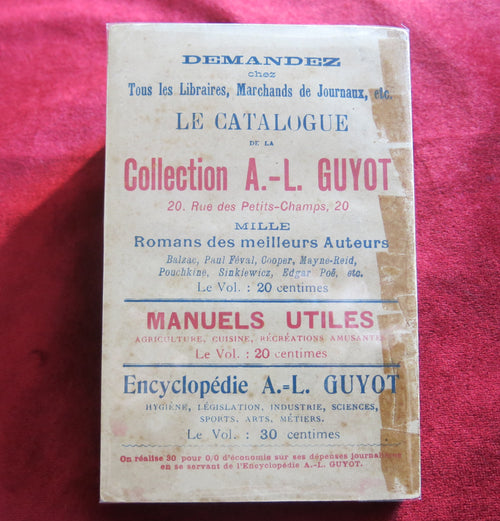 DEMANDEZ
chez
Tous les Libraires, Marchands de Journaux, etc.
LE CATALOGUE
DE LA
Collection A.-L. GUYOT
20. Rue des Petits-Champs, 20
MILLE
Romans des meilleurs Auteurs
Balzac, Paul Féval, Cooper, Mayne-Reid,
Pouchkine, Sinkiewicz, Edgar Poë, etc.
Le Vol. : 20 centimes
MANUELS UTILES
AGRICULTURE, CUISINE, RÉCRÉATIONS AMUSANTES
Le Vol. : 20 centimes
Encyclopédie A.-L. GUYOT
HYGIÈNE, LÉGISLATION, INDUSTRIE, SCIENCES,
SPORTS, ARTS, MÉTIERS.
Le Vol. : 30 centimes
On réalise 30 pour 0/0 d'économie sur ses dépenses journalières
en se servant de l'Encyclopédie A.-L. GUYOT.